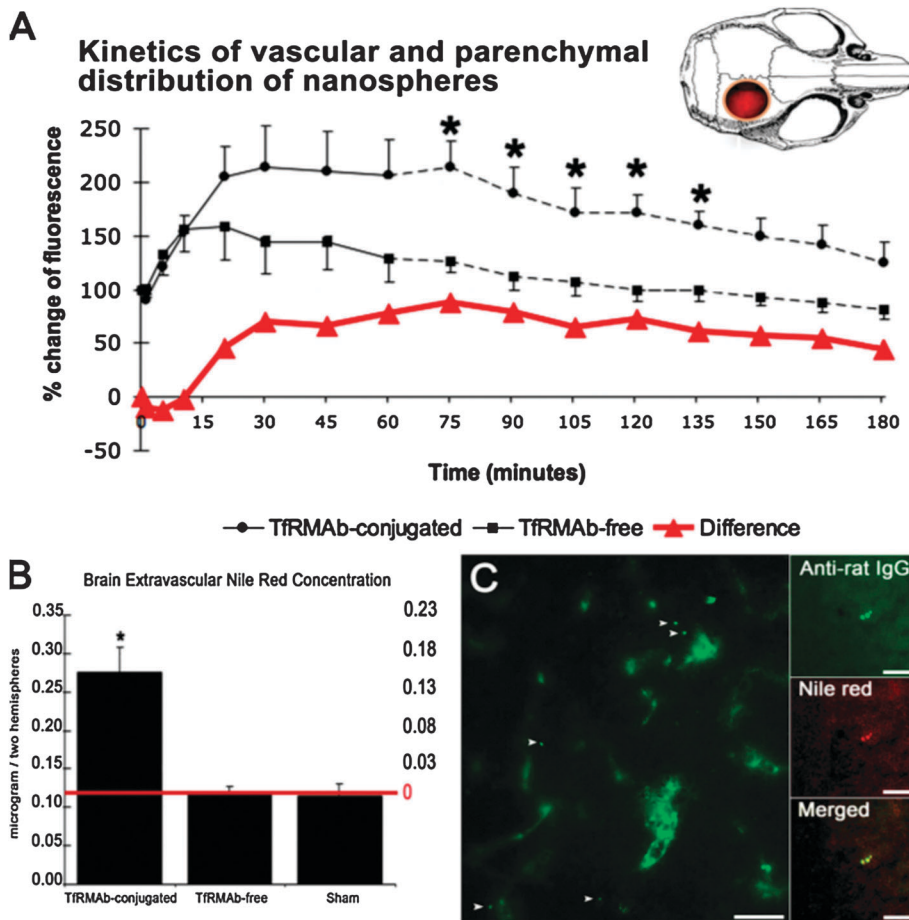 A
Kinetics of vascular and parenchymal
distribution of nanospheres
% change of fluorescence
250
200
150
100
50
0
-50
* * * * *
0 15 30 45 60 75 90 105 120 135 150 165 180
Time (minutes)
TfRMAb-conjugated TfRMAb-free Difference
B
Brain Extravascular Nile Red Concentration
microgram / two hemispheres
0.35
0.30
0.25
0.20
0.15
0.10
0.05
0.00
*
0.23
0.18
0.13
0.08
0.03
0
TfRMAb-conjugated TfRMAb-free Sham
C
Anti-rat IgG
Nile red
Merged